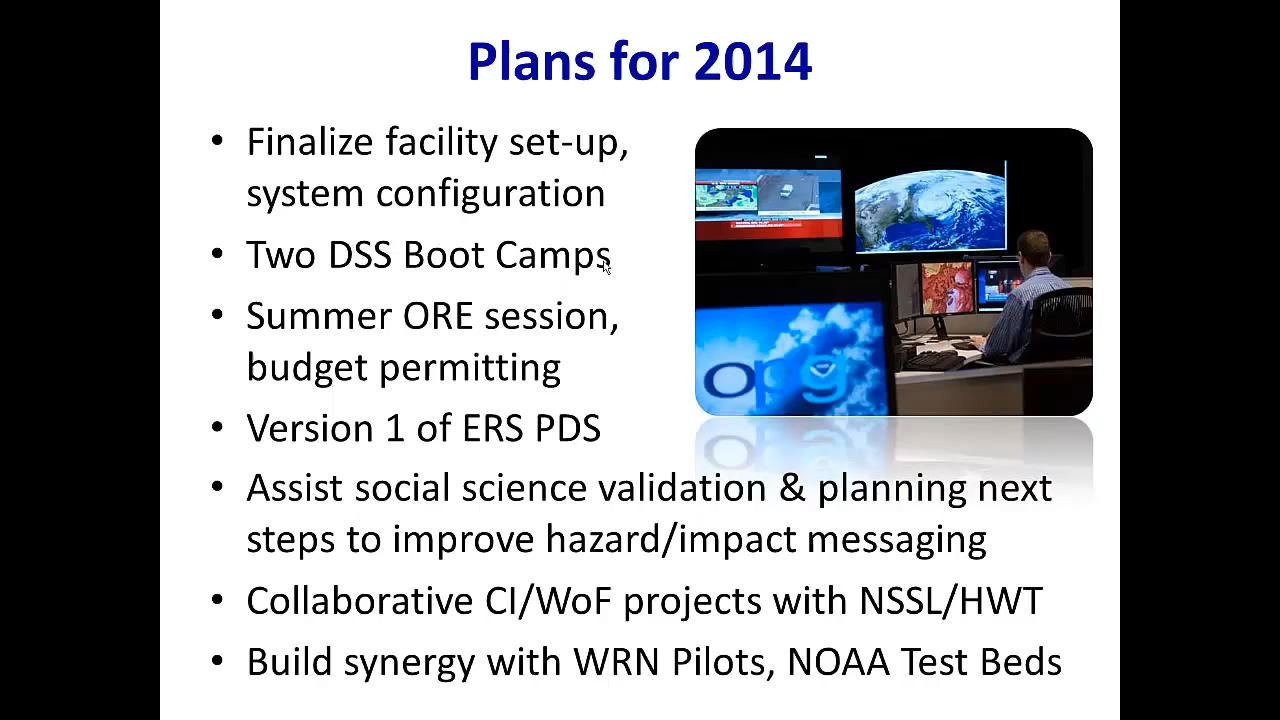 Plans for 2014
• Finalize facility set-up,
system configuration
• Two DSS Boot Camps
• Summer ORE session,
budget permitting
• Version 1 of ERS PDS
• Assist social science validation & planning next
steps to improve hazard/impact messaging
• Collaborative CI/WoF projects with NSSL/HWT
• Build synergy with WRN Pilots, NOAA Test Beds
opg